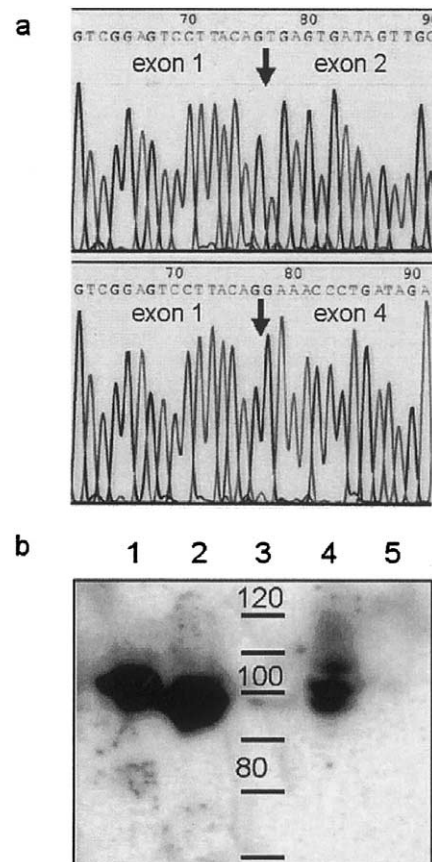 a
70 80 90
GTCGGAGTCCTTACAGTGAGTGATAGTTGC
exon 1 exon 2
70 80 90
GTCGGAGTCCTTACAGGAAACCCTGATAGA
exon 1 exon 4
b
1 2 3 4 5
120
100
80